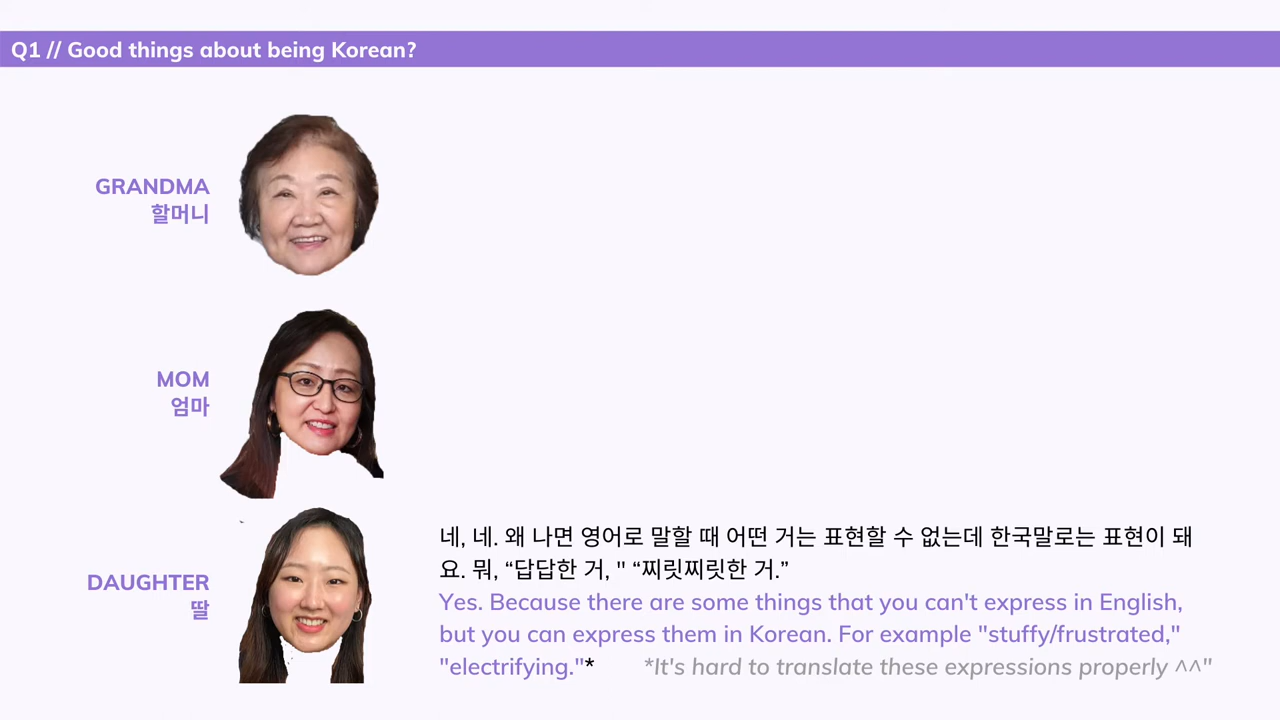 Q1 // Good things about being Korean?
GRANDMA
할머니
MOM
엄마
DAUGHTER
딸
네, 네. 왜 나면 영어로 말할 때 어떤 거는 표현할 수 없는데 한국말로는 표현이 돼
요. 뭐, “답답한 거, " “찌릿찌릿한 거.”
Yes. Because there are some things that you can't express in English,
but you can express them in Korean. For example "stuffy/frustrated,"
"electrifying."* *It's hard to translate these expressions properly ^^"